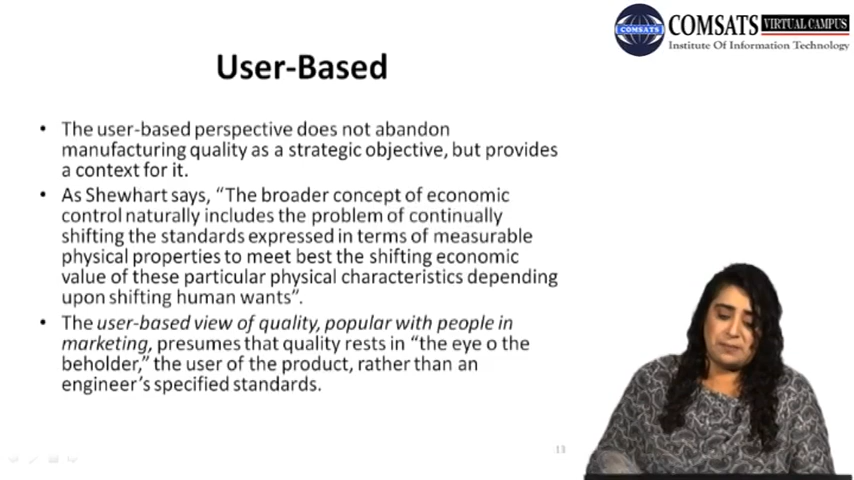 COMSATS VIRTUAL CAMPUS
Institute Of Information Technology
COMSATS
User-Based
• The user-based perspective does not abandon
manufacturing quality as a strategic objective, but provides
a context for it.
• As Shewhart says, “The broader concept of economic
control naturally includes the problem of continually
shifting the standards expressed in terms of measurable
physical properties to meet best the shifting economic
value of these particular physical characteristics depending
upon shifting human wants”.
• The user-based view of quality, popular with people in
marketing, presumes that quality rests in “the eye o the
beholder,” the user of the product, rather than an
engineer’s specified standards.
13